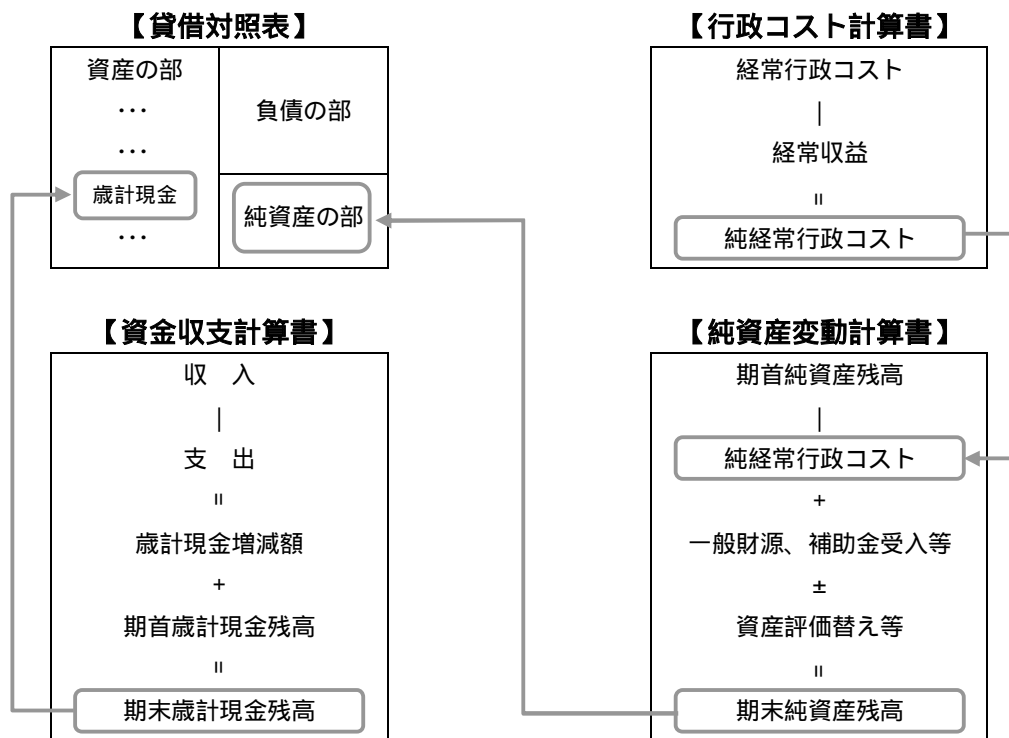 【貸借対照表】
資産の部
…
…
歳計現金
…
負債の部
純資産の部
【行政コスト計算書】
経常行政コスト
|
経常収益
=
純経常行政コスト
【資金収支計算書】
収　入
|
支　出
=
歳計現金増減額
+
期首歳計現金残高
=
期末歳計現金残高
【純資産変動計算書】
期首純資産残高
|
純経常行政コスト
+
一般財源、補助金受入等
±
資産評価替え等
=
期末純資産残高